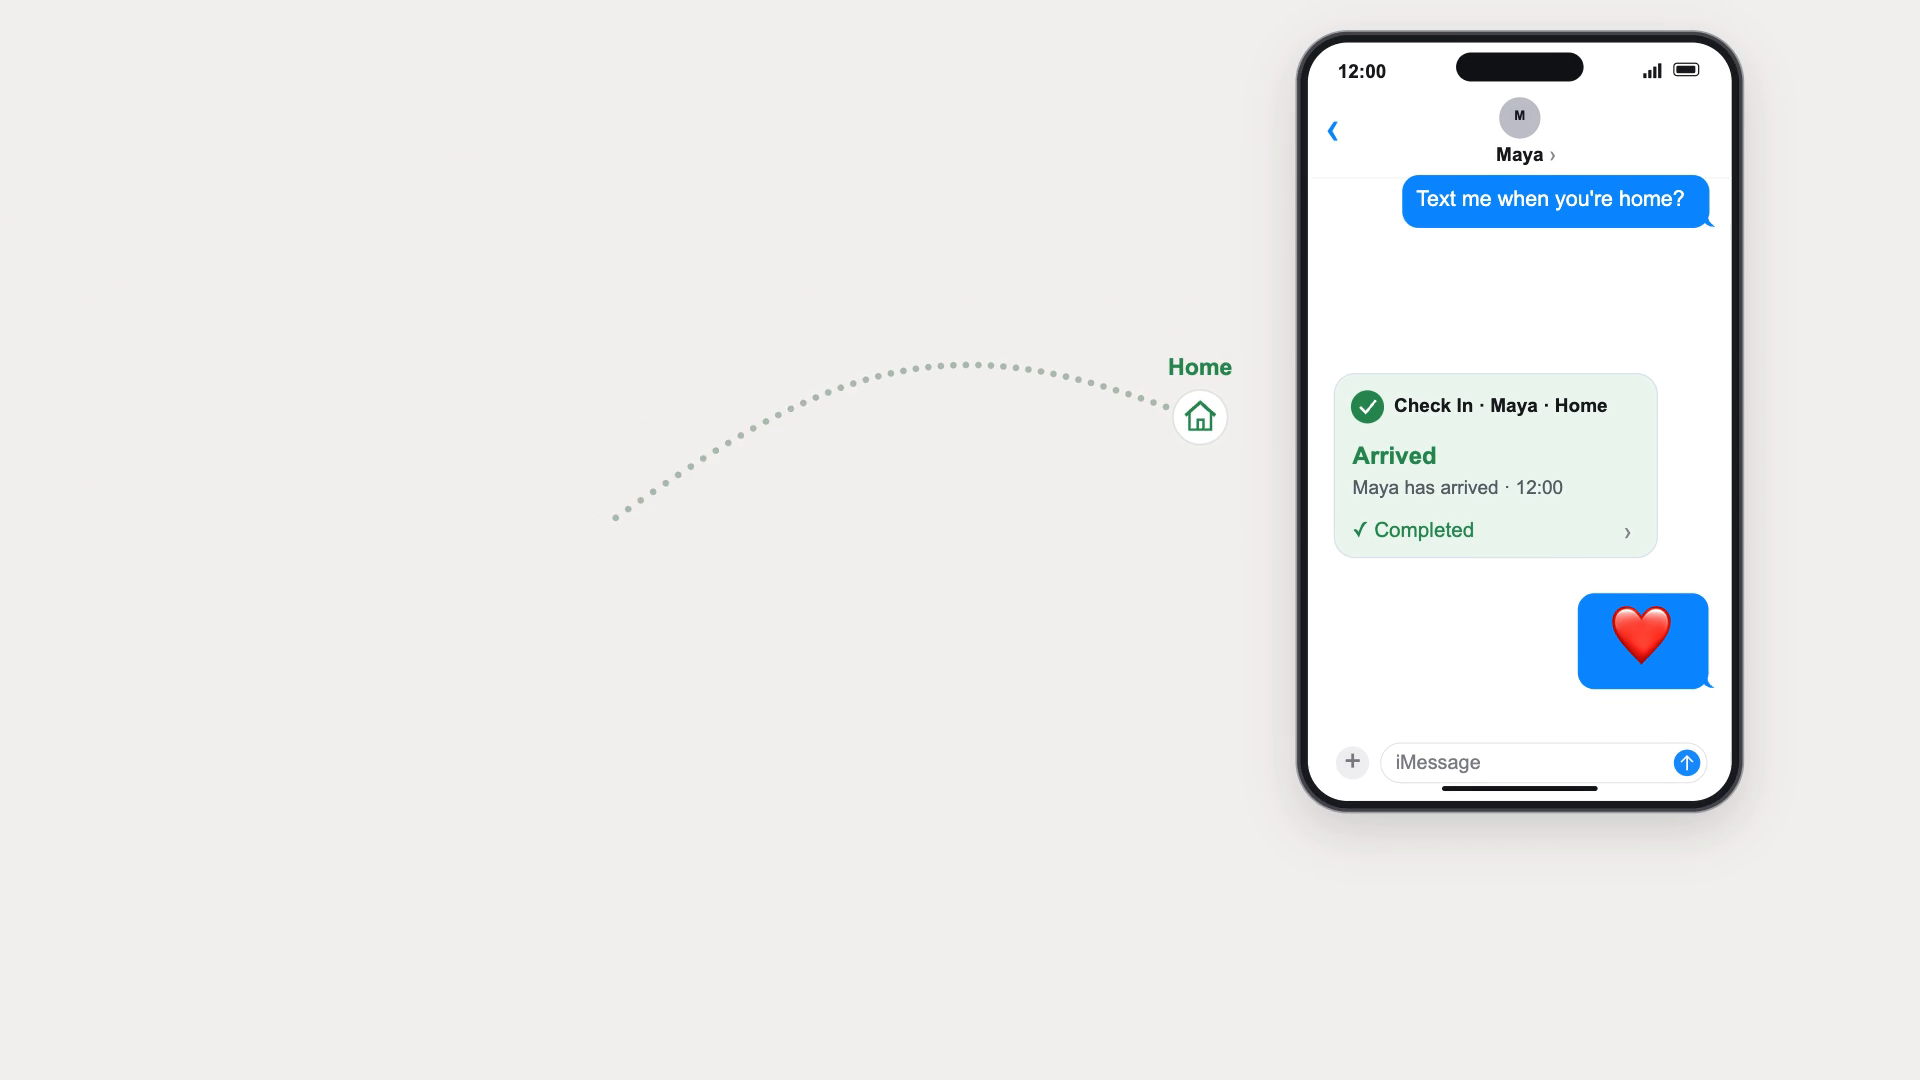 12:00
M
Maya ›
Text me when you're home?
Home
Check In · Maya · Home
Arrived
Maya has arrived · 12:00
✓ Completed ›
iMessage